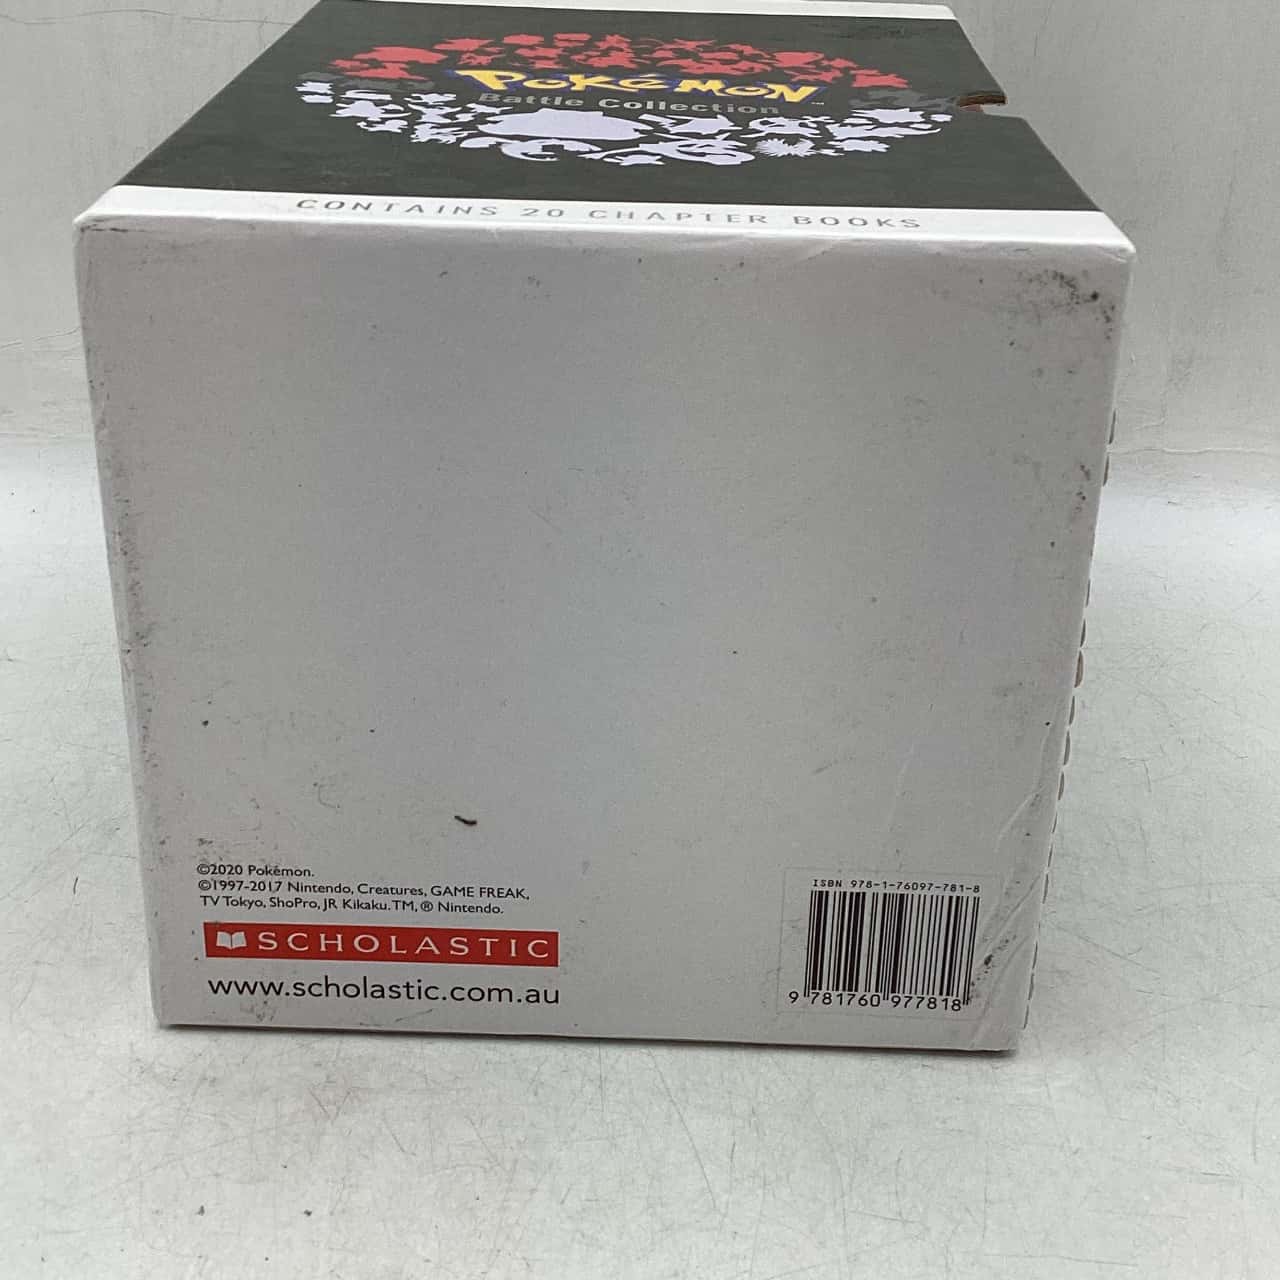 POKéMON™
Battle Collection
CONTAINS 20 CHAPTER BOOKS
©2020 Pokémon.
©1997-2017 Nintendo, Creatures, GAME FREAK,
TV Tokyo, ShoPro, JR Kikaku. TM, ® Nintendo.
SCHOLASTIC
www.scholastic.com.au
ISBN 978-1-76097-781-8
9 781760 977818